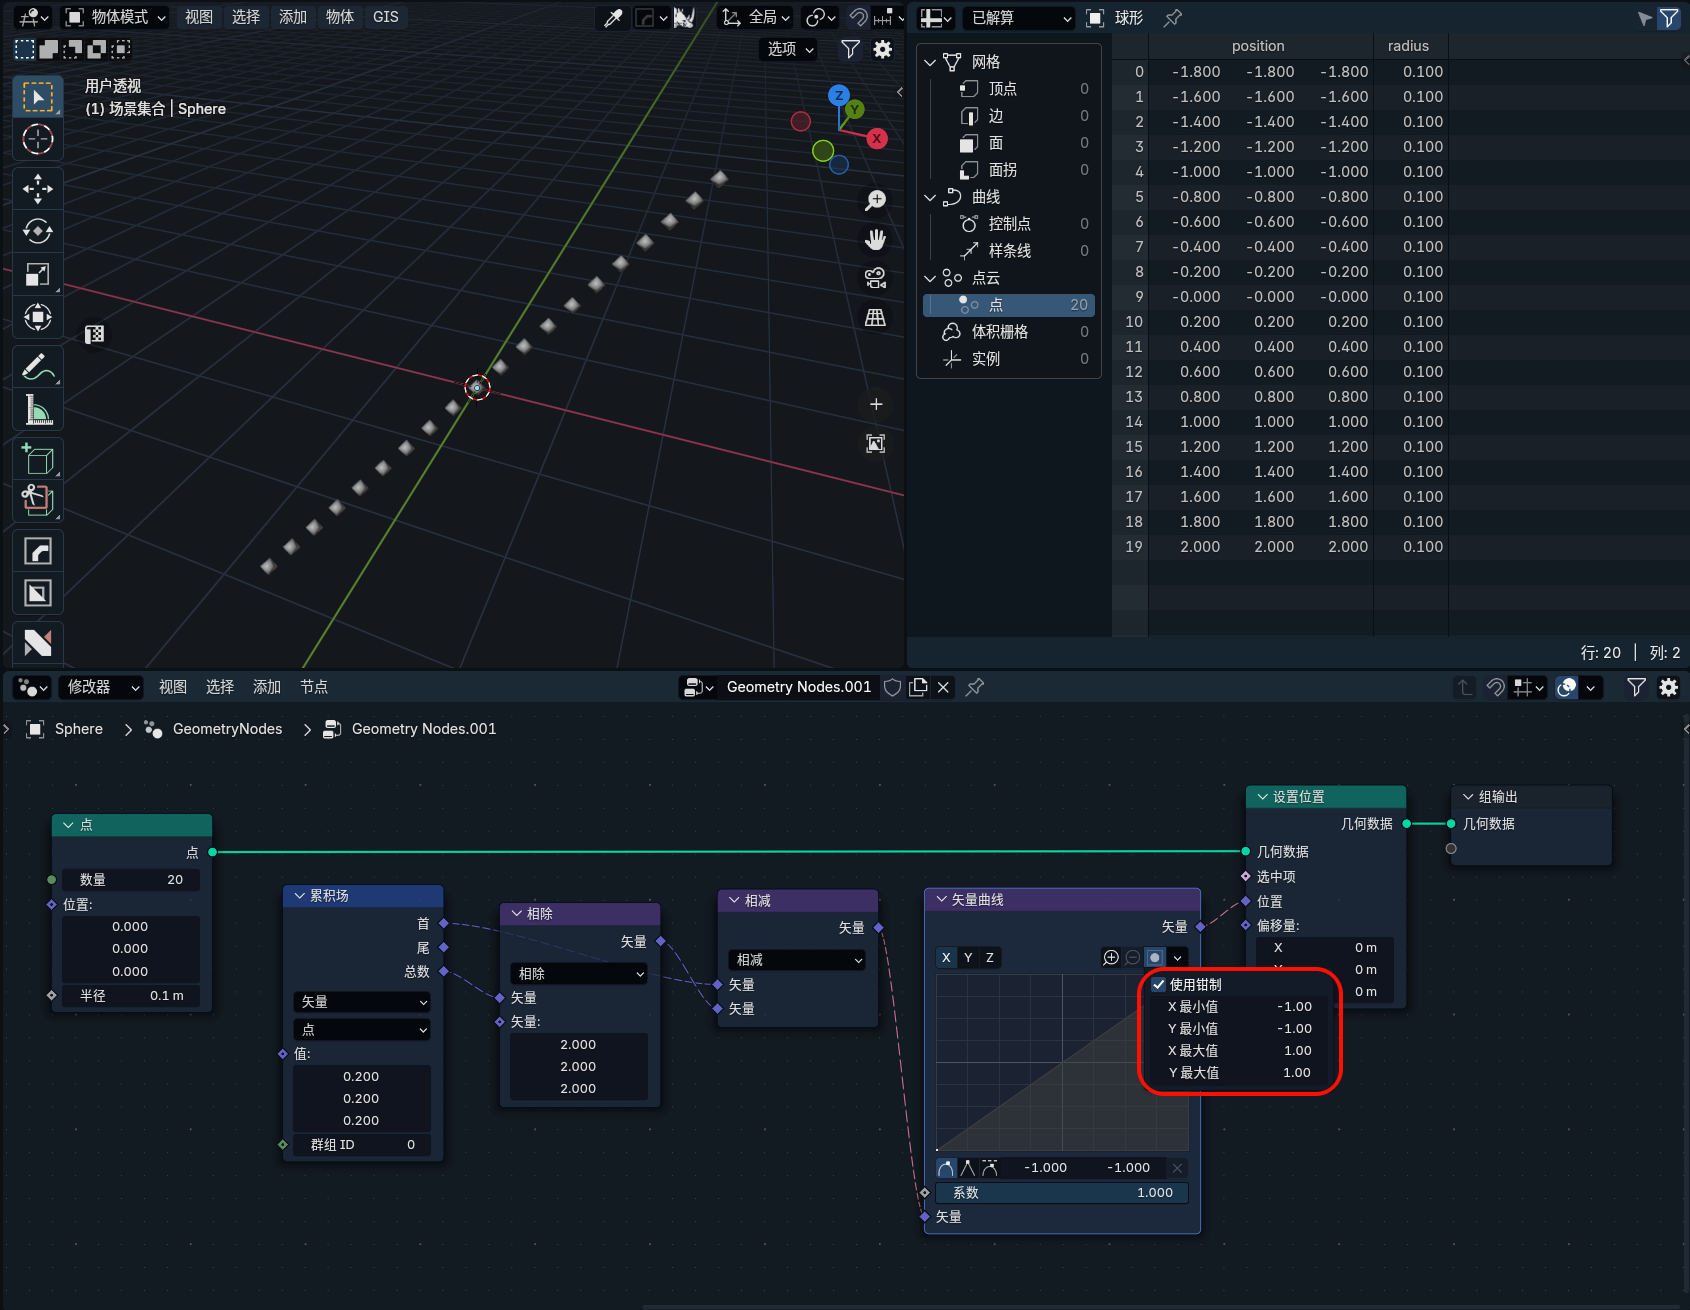 物体模式 视图 选择 添加 物体 GIS 全局
选项
用户透视
(1) 场景集合 | Sphere
Z
Y
X
已解算 球形
网格
顶点 0
边 0
面 0
面拐 0
曲线
控制点 0
样条线 0
点云
点 20
体积栅格 0
实例 0
position radius
0 -1.800 -1.800 -1.800 0.100
1 -1.600 -1.600 -1.600 0.100
2 -1.400 -1.400 -1.400 0.100
3 -1.200 -1.200 -1.200 0.100
4 -1.000 -1.000 -1.000 0.100
5 -0.800 -0.800 -0.800 0.100
6 -0.600 -0.600 -0.600 0.100
7 -0.400 -0.400 -0.400 0.100
8 -0.200 -0.200 -0.200 0.100
9 -0.000 -0.000 -0.000 0.100
10 0.200 0.200 0.200 0.100
11 0.400 0.400 0.400 0.100
12 0.600 0.600 0.600 0.100
13 0.800 0.800 0.800 0.100
14 1.000 1.000 1.000 0.100
15 1.200 1.200 1.200 0.100
16 1.400 1.400 1.400 0.100
17 1.600 1.600 1.600 0.100
18 1.800 1.800 1.800 0.100
19 2.000 2.000 2.000 0.100
行: 20 | 列: 2
修改器 视图 选择 添加 节点 Geometry Nodes.001
Sphere GeometryNodes Geometry Nodes.001
点
点
数量 20
位置:
0.000
0.000
0.000
半径 0.1 m
累积场
首
尾
总数
矢量
点
值:
0.200
0.200
0.200
群组 ID 0
相除
矢量
相除
矢量
矢量:
2.000
2.000
2.000
相减
矢量
相减
矢量
矢量
矢量曲线
矢量
X Y Z
使用钳制
X 最小值 -1.00
Y 最小值 -1.00
X 最大值 1.00
Y 最大值 1.00
-1.000 -1.000
系数 1.000
矢量
设置位置
几何数据
几何数据
选中项
位置
偏移量:
X 0 m
0 m
0 m
组输出
几何数据